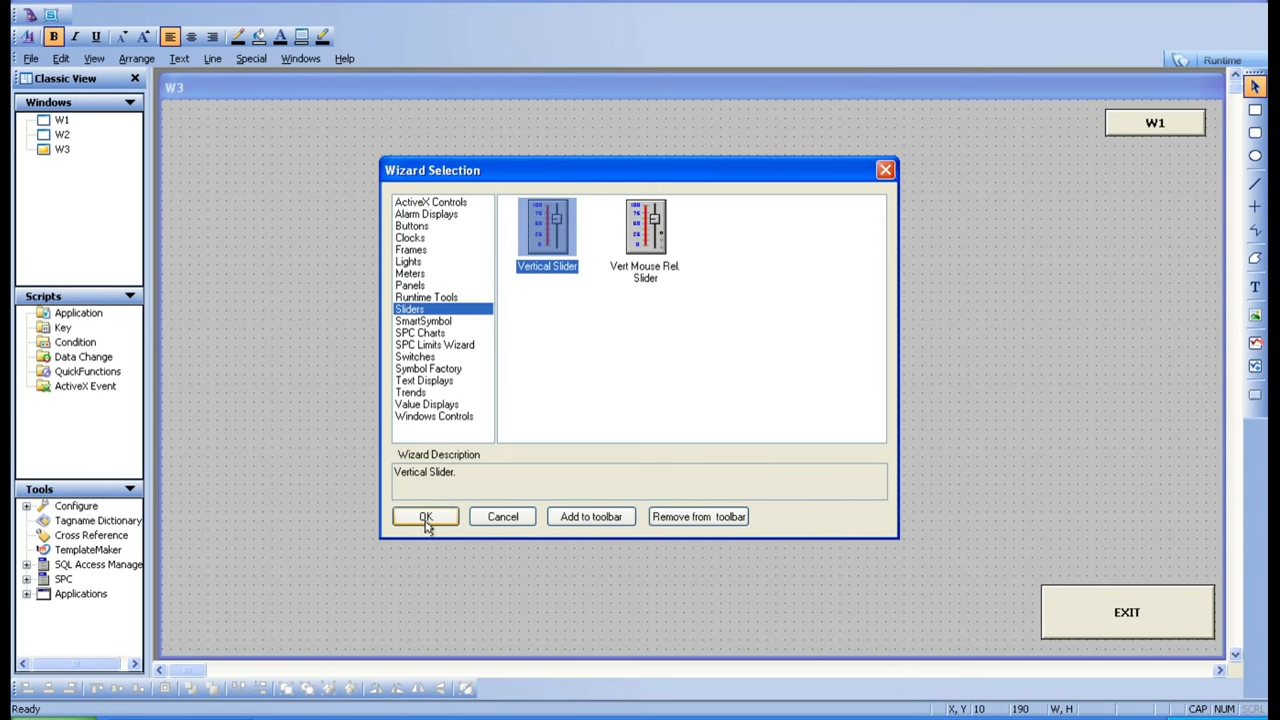 B I U A A A
File Edit View Arrange Text Line Special Windows Help
Runtime
Classic View
Windows
W1
W2
W3
Scripts
Application
Key
Condition
Data Change
QuickFunctions
ActiveX Event
Tools
Configure
Tagname Dictionary
Cross Reference
TemplateMaker
SQL Access Manage
SPC
Applications
W3
W1
Wizard Selection
ActiveX Controls
Alarm Displays
Buttons
Clocks
Frames
Lights
Meters
Panels
Runtime Tools
Sliders
SmartSymbol
SPC Charts
SPC Limits Wizard
Switches
Symbol Factory
Text Displays
Trends
Value Displays
Windows Controls
Vertical Slider
Vert Mouse Rel.
Slider
Wizard Description
Vertical Slider.
OK Cancel Add to toolbar Remove from toolbar
EXIT
T
Ready
X, Y 10 190 W, H CAP NUM SCRL